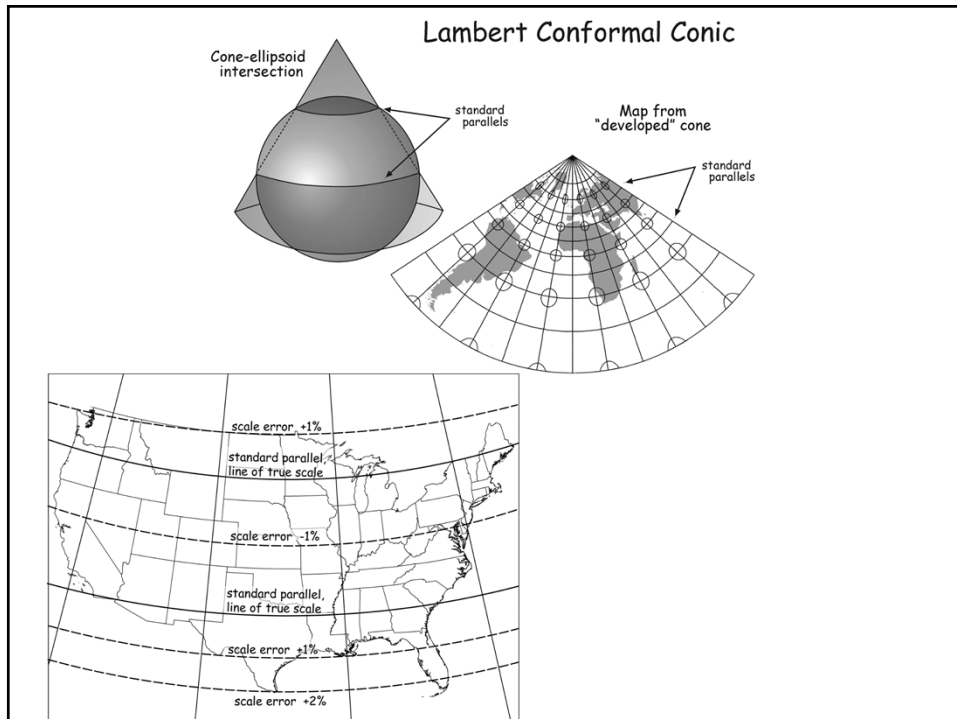 Lambert Conformal Conic
Cone-ellipsoid
intersection
standard
parallels
Map from
"developed" cone
standard
parallels
scale error +1%
standard parallel,
line of true scale
scale error -1%
standard parallel,
line of true scale
scale error +1%
scale error +2%